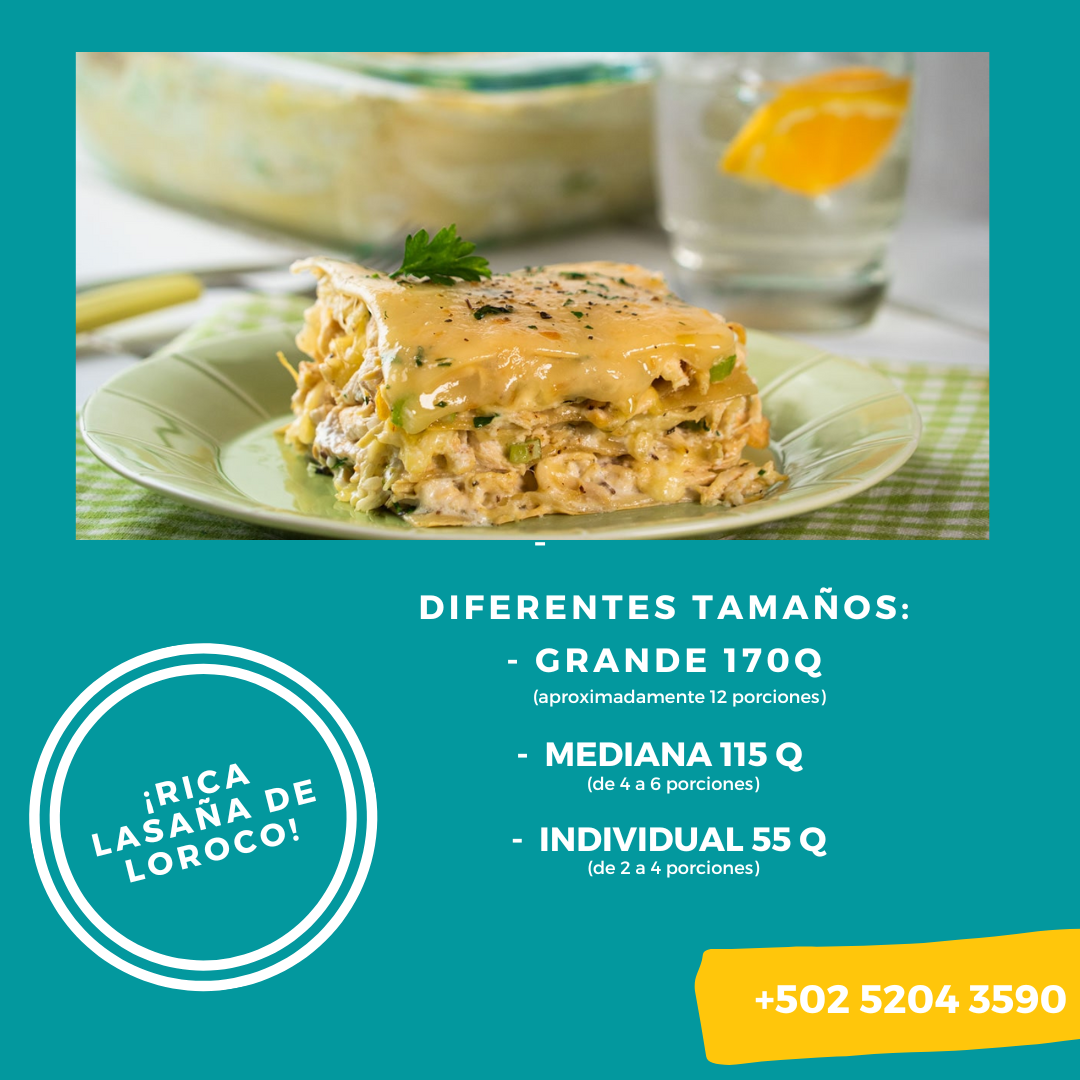 -
DIFERENTES TAMAÑOS:
- GRANDE 170Q
(aproximadamente 12 porciones)
- MEDIANA 115 Q
(de 4 a 6 porciones)
- INDIVIDUAL 55 Q
(de 2 a 4 porciones)
¡RICA
LASAÑA DE
LOROCO!
+502 5204 3590